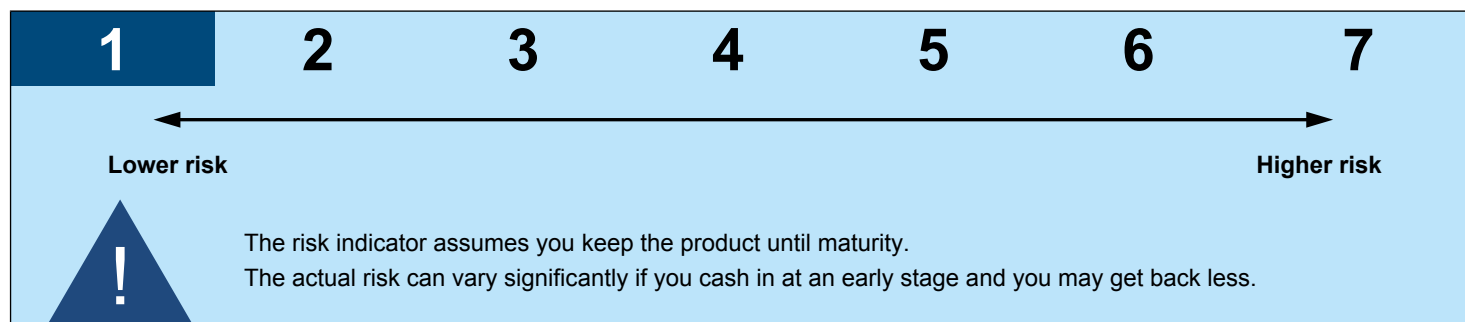 1 2 3 4 5 6 7
Lower risk Higher risk
!
The risk indicator assumes you keep the product until maturity.
The actual risk can vary significantly if you cash in at an early stage and you may get back less.